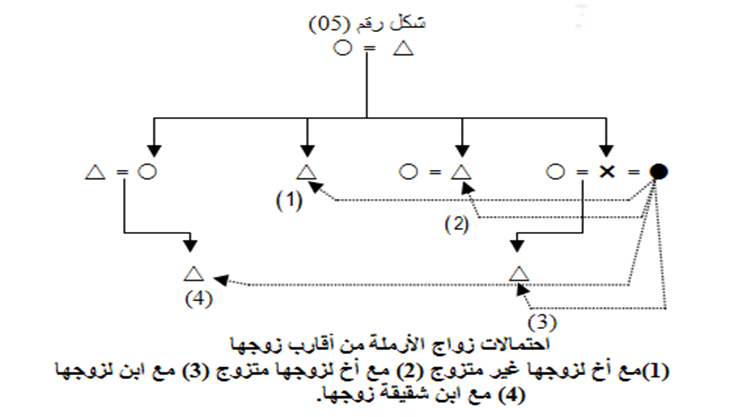 شكل رقم (05)
(1)
(2)
(4)
(3)
احتمالات زواج الأرملة من أقارب زوجها
(1)مع أخ لزوجها غير متزوج (2) مع أخ لزوجها متزوج (3) مع ابن لزوجها
(4) مع ابن شقيقة زوجها.